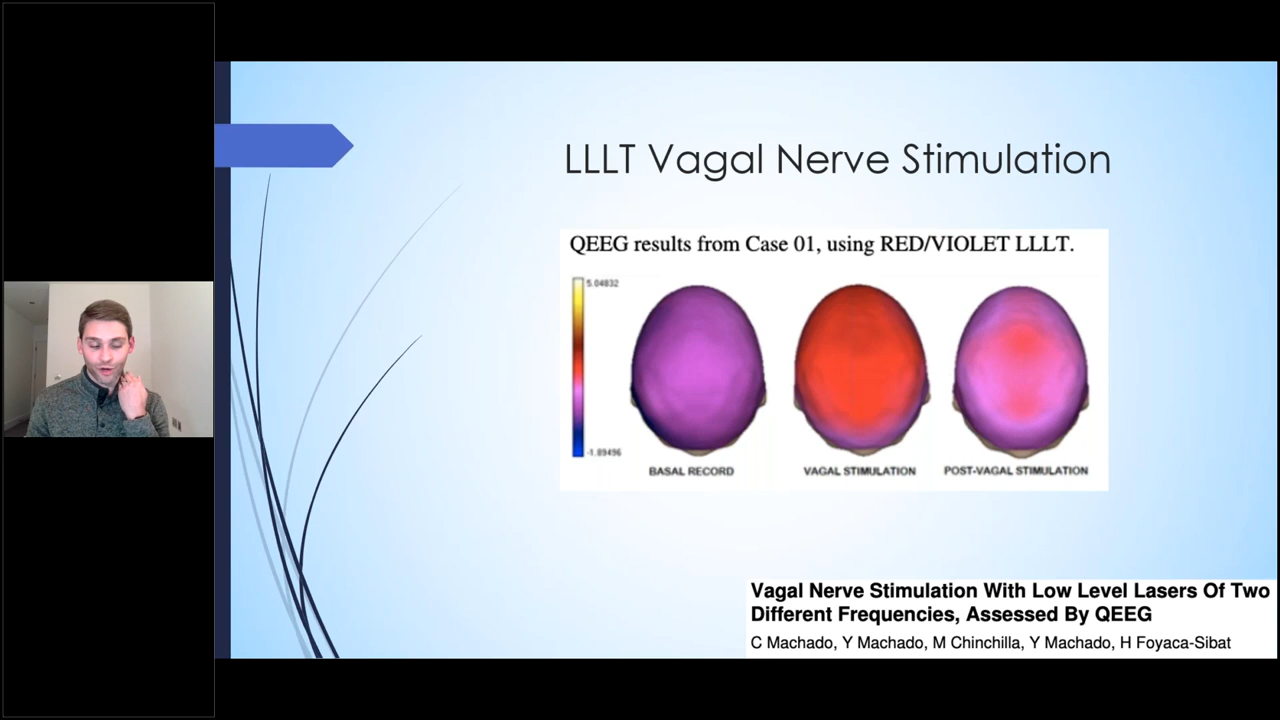 LLLT Vagal Nerve Stimulation
QEEG results from Case 01, using RED/VIOLET LLLT.
5.04832
-1.89496
BASAL RECORD
VAGAL STIMULATION
POST-VAGAL STIMULATION
Vagal Nerve Stimulation With Low Level Lasers Of Two
Different Frequencies, Assessed By QEEG
C Machado, Y Machado, M Chinchilla, Y Machado, H Foyaca-Sibat